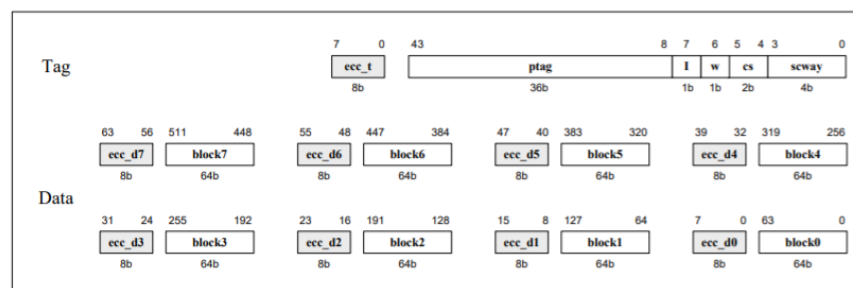 7 0 43 8 7 6 5 4 3 0
Tag ecc_t ptag I w cs scway
8b 36b 1b 1b 2b 4b
63 56 511 448 55 48 447 384 47 40 383 320 39 32 319 256
ecc_d7 block7 ecc_d6 block6 ecc_d5 block5 ecc_d4 block4
8b 64b 8b 64b 8b 64b 8b 64b
Data
31 24 255 192 23 16 191 128 15 8 127 64 7 0 63 0
ecc_d3 block3 ecc_d2 block2 ecc_d1 block1 ecc_d0 block0
8b 64b 8b 64b 8b 64b 8b 64b